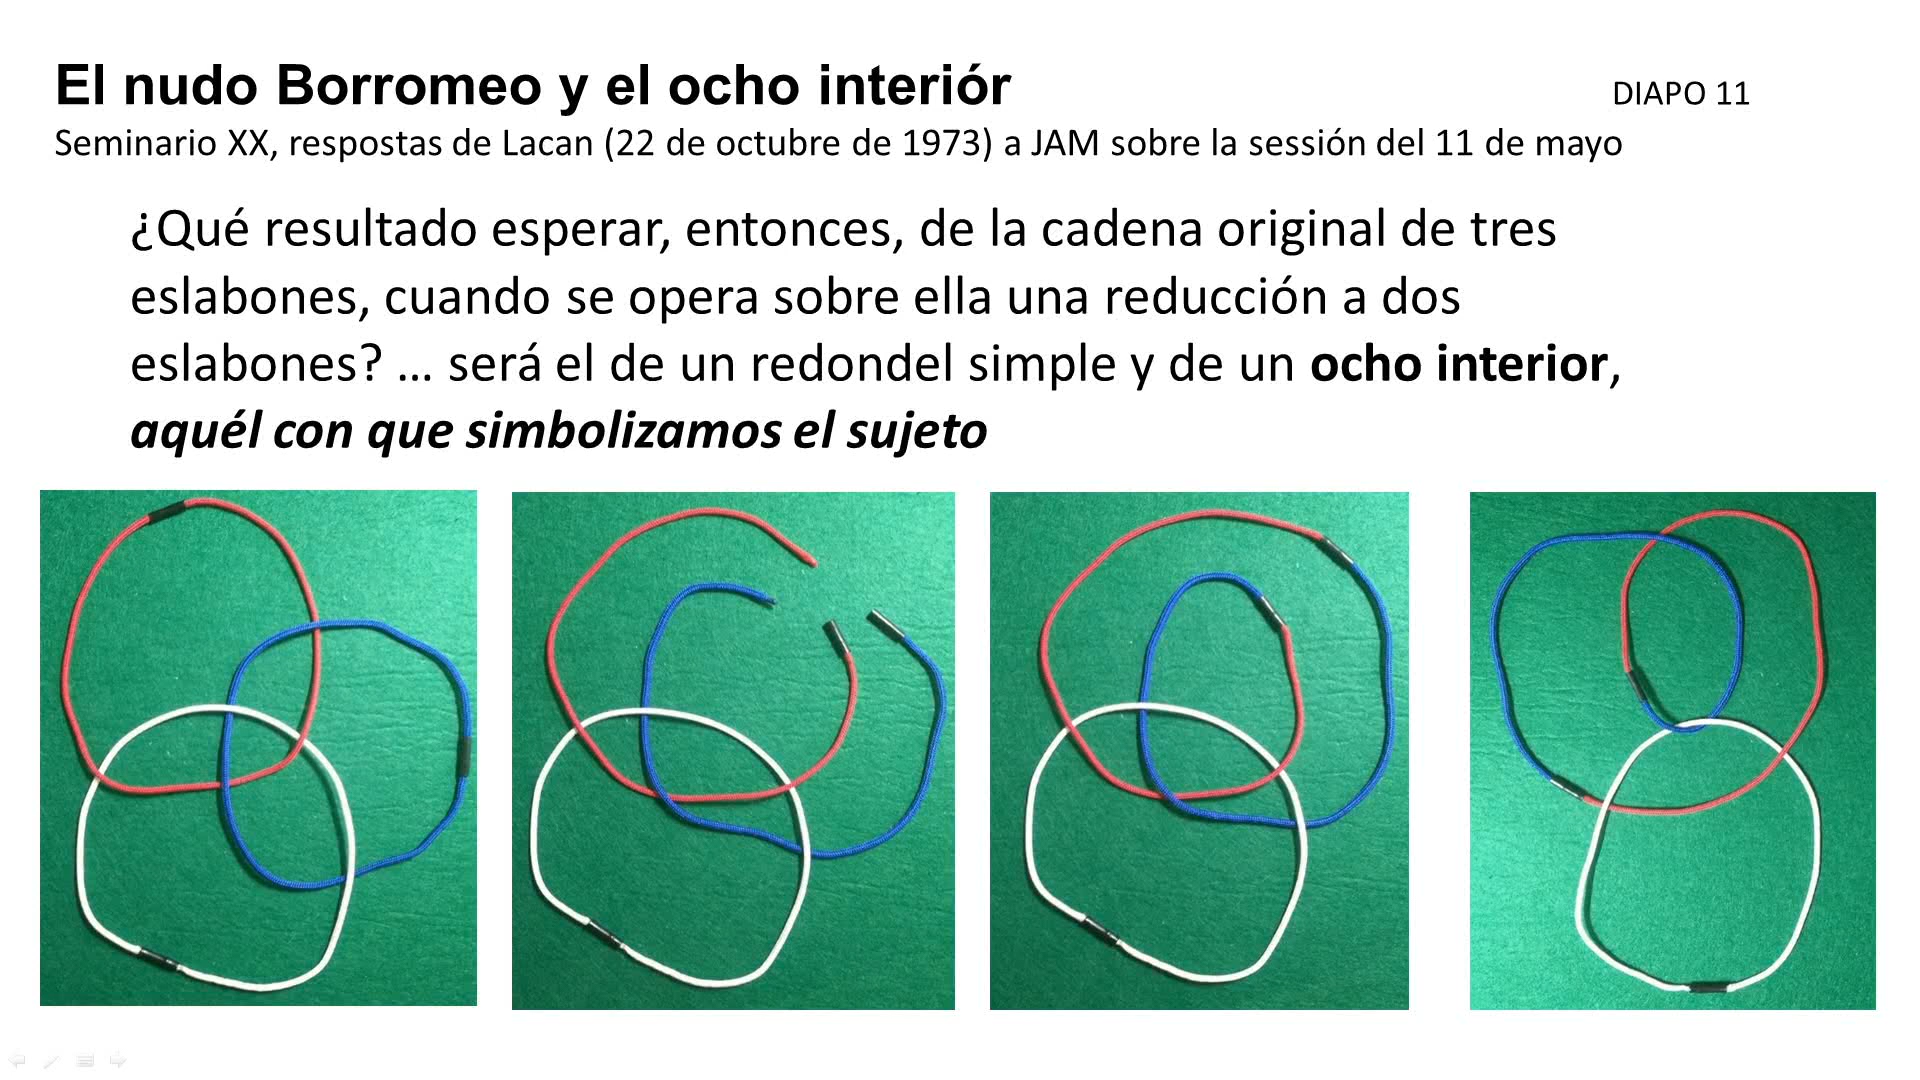 El nudo Borromeo y el ocho interiór
DIAPO 11
Seminario XX, respostas de Lacan (22 de octubre de 1973) a JAM sobre la sessión del 11 de mayo
¿Qué resultado esperar, entonces, de la cadena original de tres
eslabones, cuando se opera sobre ella una reducción a dos
eslabones? ... será el de un redondel simple y de un ocho interior,
aquél con que simbolizamos el sujeto